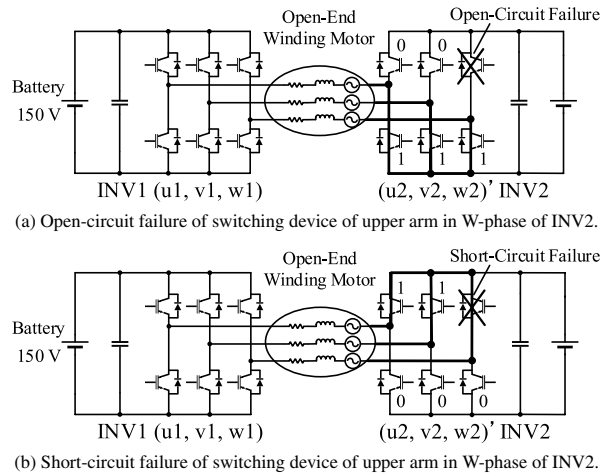 Open-End
Winding Motor
Open-Circuit Failure
0 0
Battery
150 V
1 1 1
INV1 (u1, v1, w1)
(u2, v2, w2)' INV2
(a) Open-circuit failure of switching device of upper arm in W-phase of INV2.
Open-End
Winding Motor
Short-Circuit Failure
1 1
Battery
150 V
0 0 0
INV1 (u1, v1, w1)
(u2, v2, w2)' INV2
(b) Short-circuit failure of switching device of upper arm in W-phase of INV2.